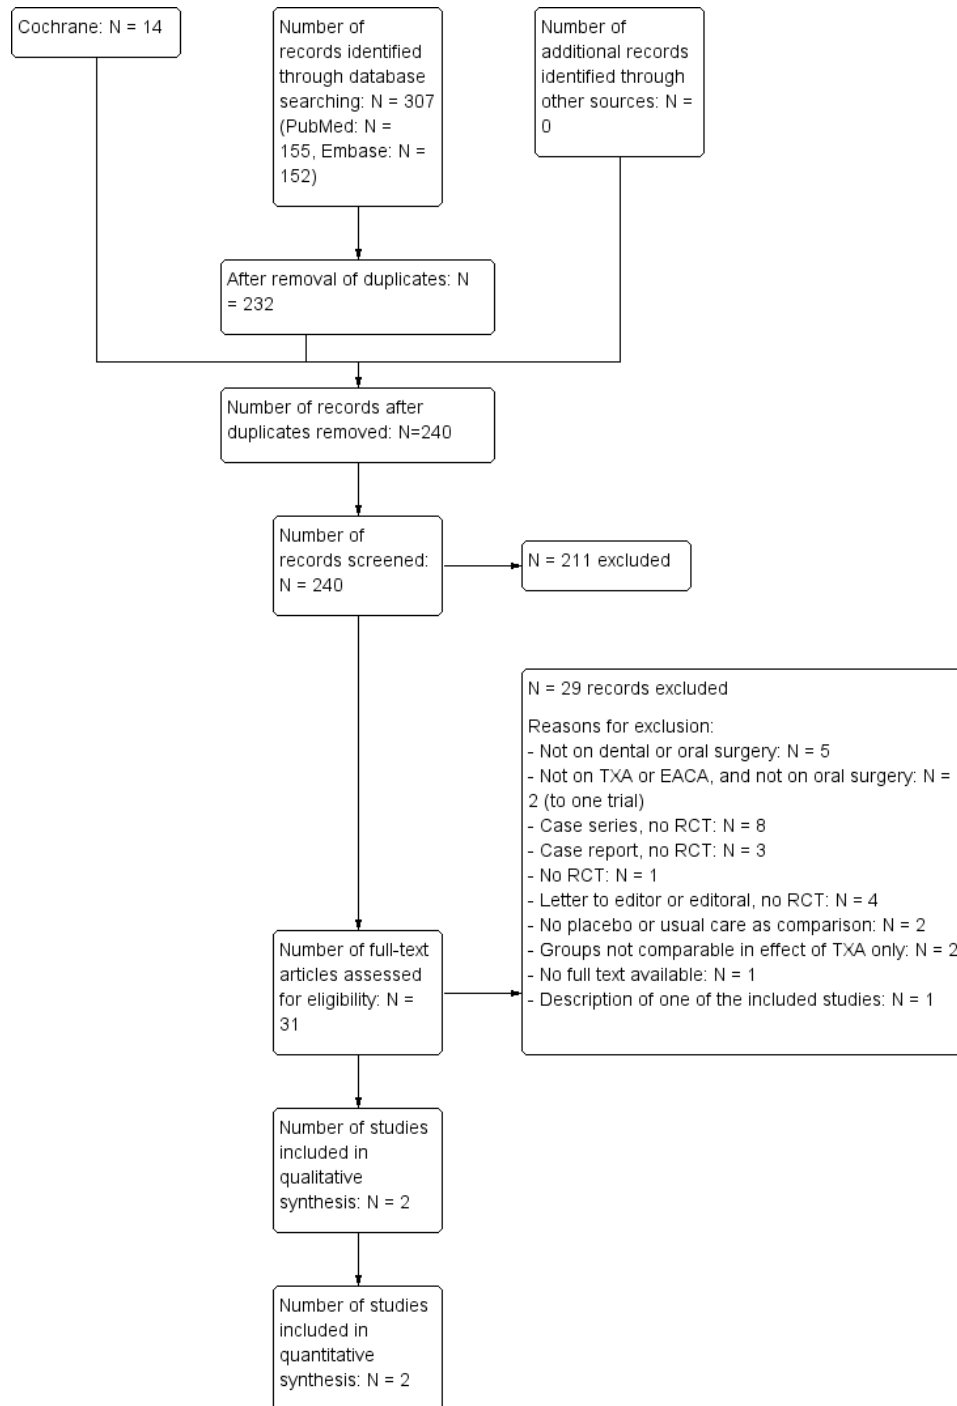 Cochrane: N = 14
Number of
records identified
through database
searching: N = 307
(PubMed: N =
155, Embase: N =
152)
Number of
additional records
identified through
other sources: N =
0
After removal of duplicates: N
= 232
Number of records after
duplicates removed: N=240
Number of
records screened:
N = 240
N = 211 excluded
N = 29 records excluded
Reasons for exclusion:
- Not on dental or oral surgery: N = 5
- Not on TXA or EACA, and not on oral surgery: N =
2 (to one trial)
- Case series, no RCT: N = 8
- Case report, no RCT: N = 3
- No RCT: N = 1
- Letter to editor or editoral, no RCT: N = 4
- No placebo or usual care as comparison: N = 2
- Groups not comparable in effect of TXA only: N = 2
- No full text available: N = 1
- Description of one of the included studies: N = 1
Number of full-text
articles assessed
for eligibility: N =
31
Number of studies
included in
qualitative
synthesis: N = 2
Number of studies
included in
quantitative
synthesis: N = 2